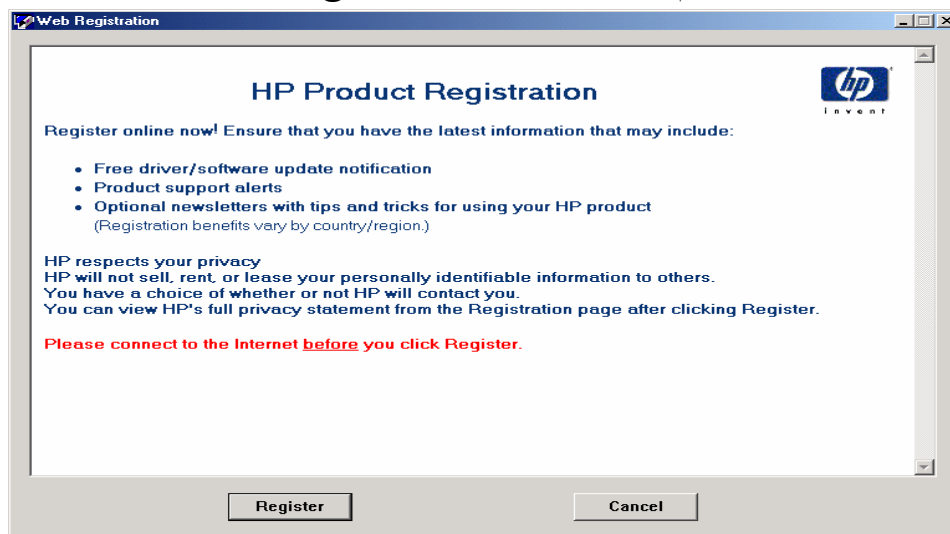 Web Registration
HP Product Registration
hp
invent
Register online now! Ensure that you have the latest information that may include:
• Free driver/software update notification
• Product support alerts
• Optional newsletters with tips and tricks for using your HP product
(Registration benefits vary by country/region.)
HP respects your privacy
HP will not sell, rent, or lease your personally identifiable information to others.
You have a choice of whether or not HP will contact you.
You can view HP's full privacy statement from the Registration page after clicking Register.
Please connect to the Internet before you click Register.
Register
Cancel